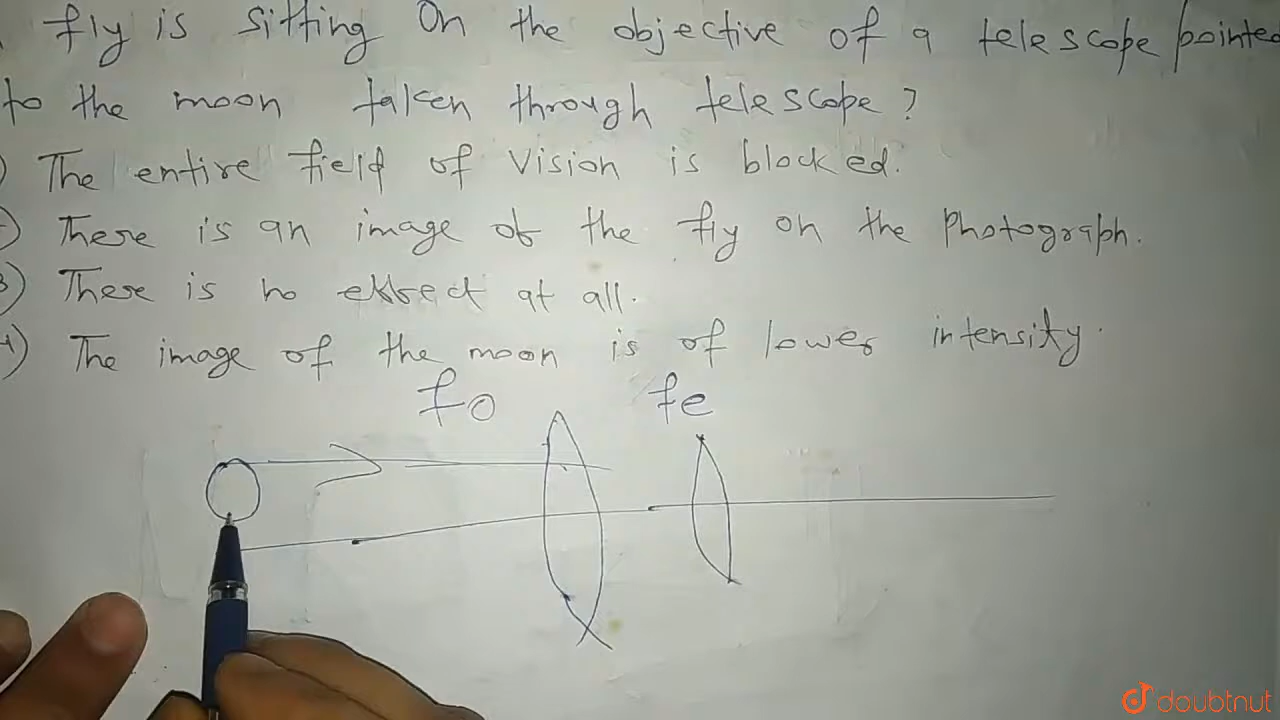 fly is sitting on the objective of a telescope pointed
to the moon taken through telescope?
) The entire field of vision is blocked.
) There is an image of the fly on the photograph.
3) There is no effect at all.
4) The image of the moon is of lower intensity.
fo fe
doubtnut